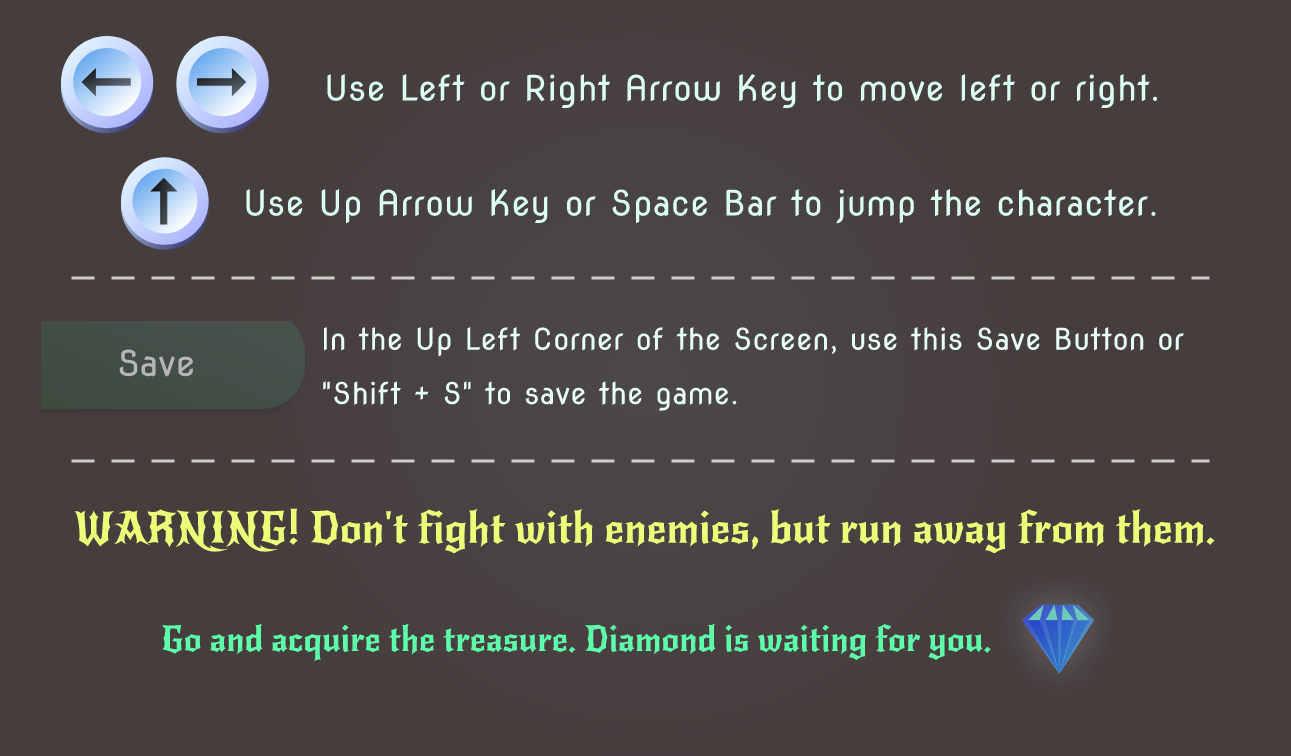 Use Left or Right Arrow Key to move left or right.
Use Up Arrow Key or Space Bar to jump the character.
Save
In the Up Left Corner of the Screen, use this Save Button or
"Shift + S" to save the game.
WARNING! Don't fight with enemies, but run away from them.
Go and acquire the treasure. Diamond is waiting for you.